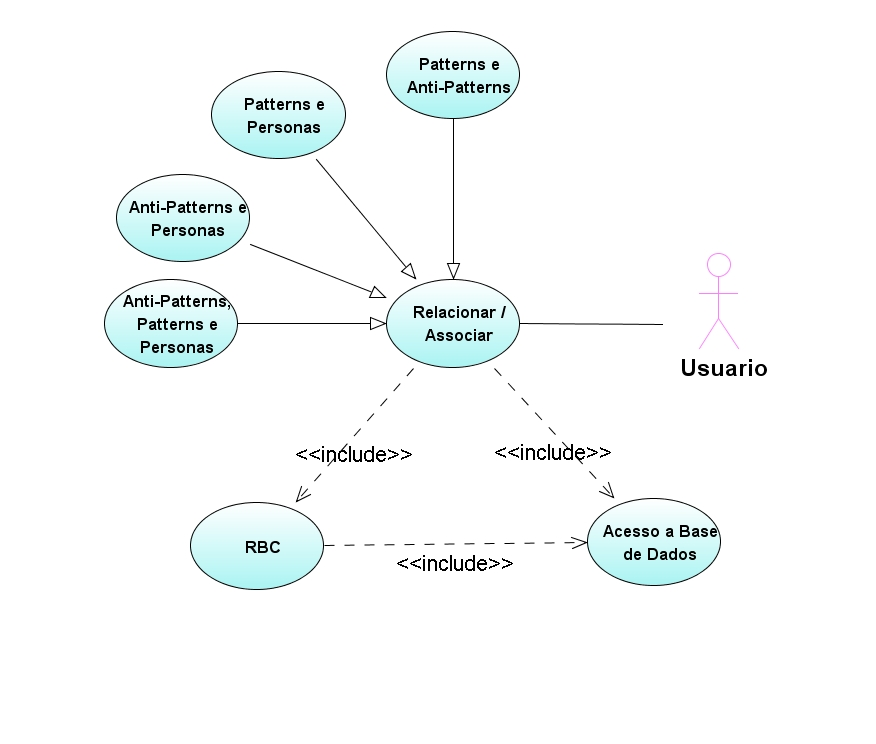 Patterns e
Anti-Patterns
Patterns e
Personas
Anti-Patterns e
Personas
Anti-Patterns,
Patterns e
Personas
Relacionar /
Associar
Usuario
<<include>>
<<include>>
RBC
Acesso a Base
de Dados
<<include>>